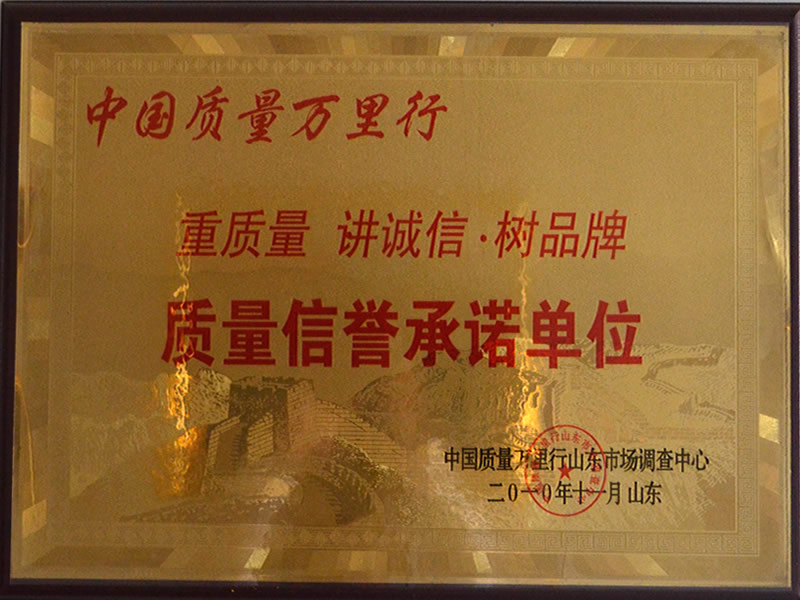 中国质量万里行
重质量 讲诚信·树品牌
质量信誉承诺单位
中国质量万里行山东市场调查中心
二〇一〇年十一月 山东